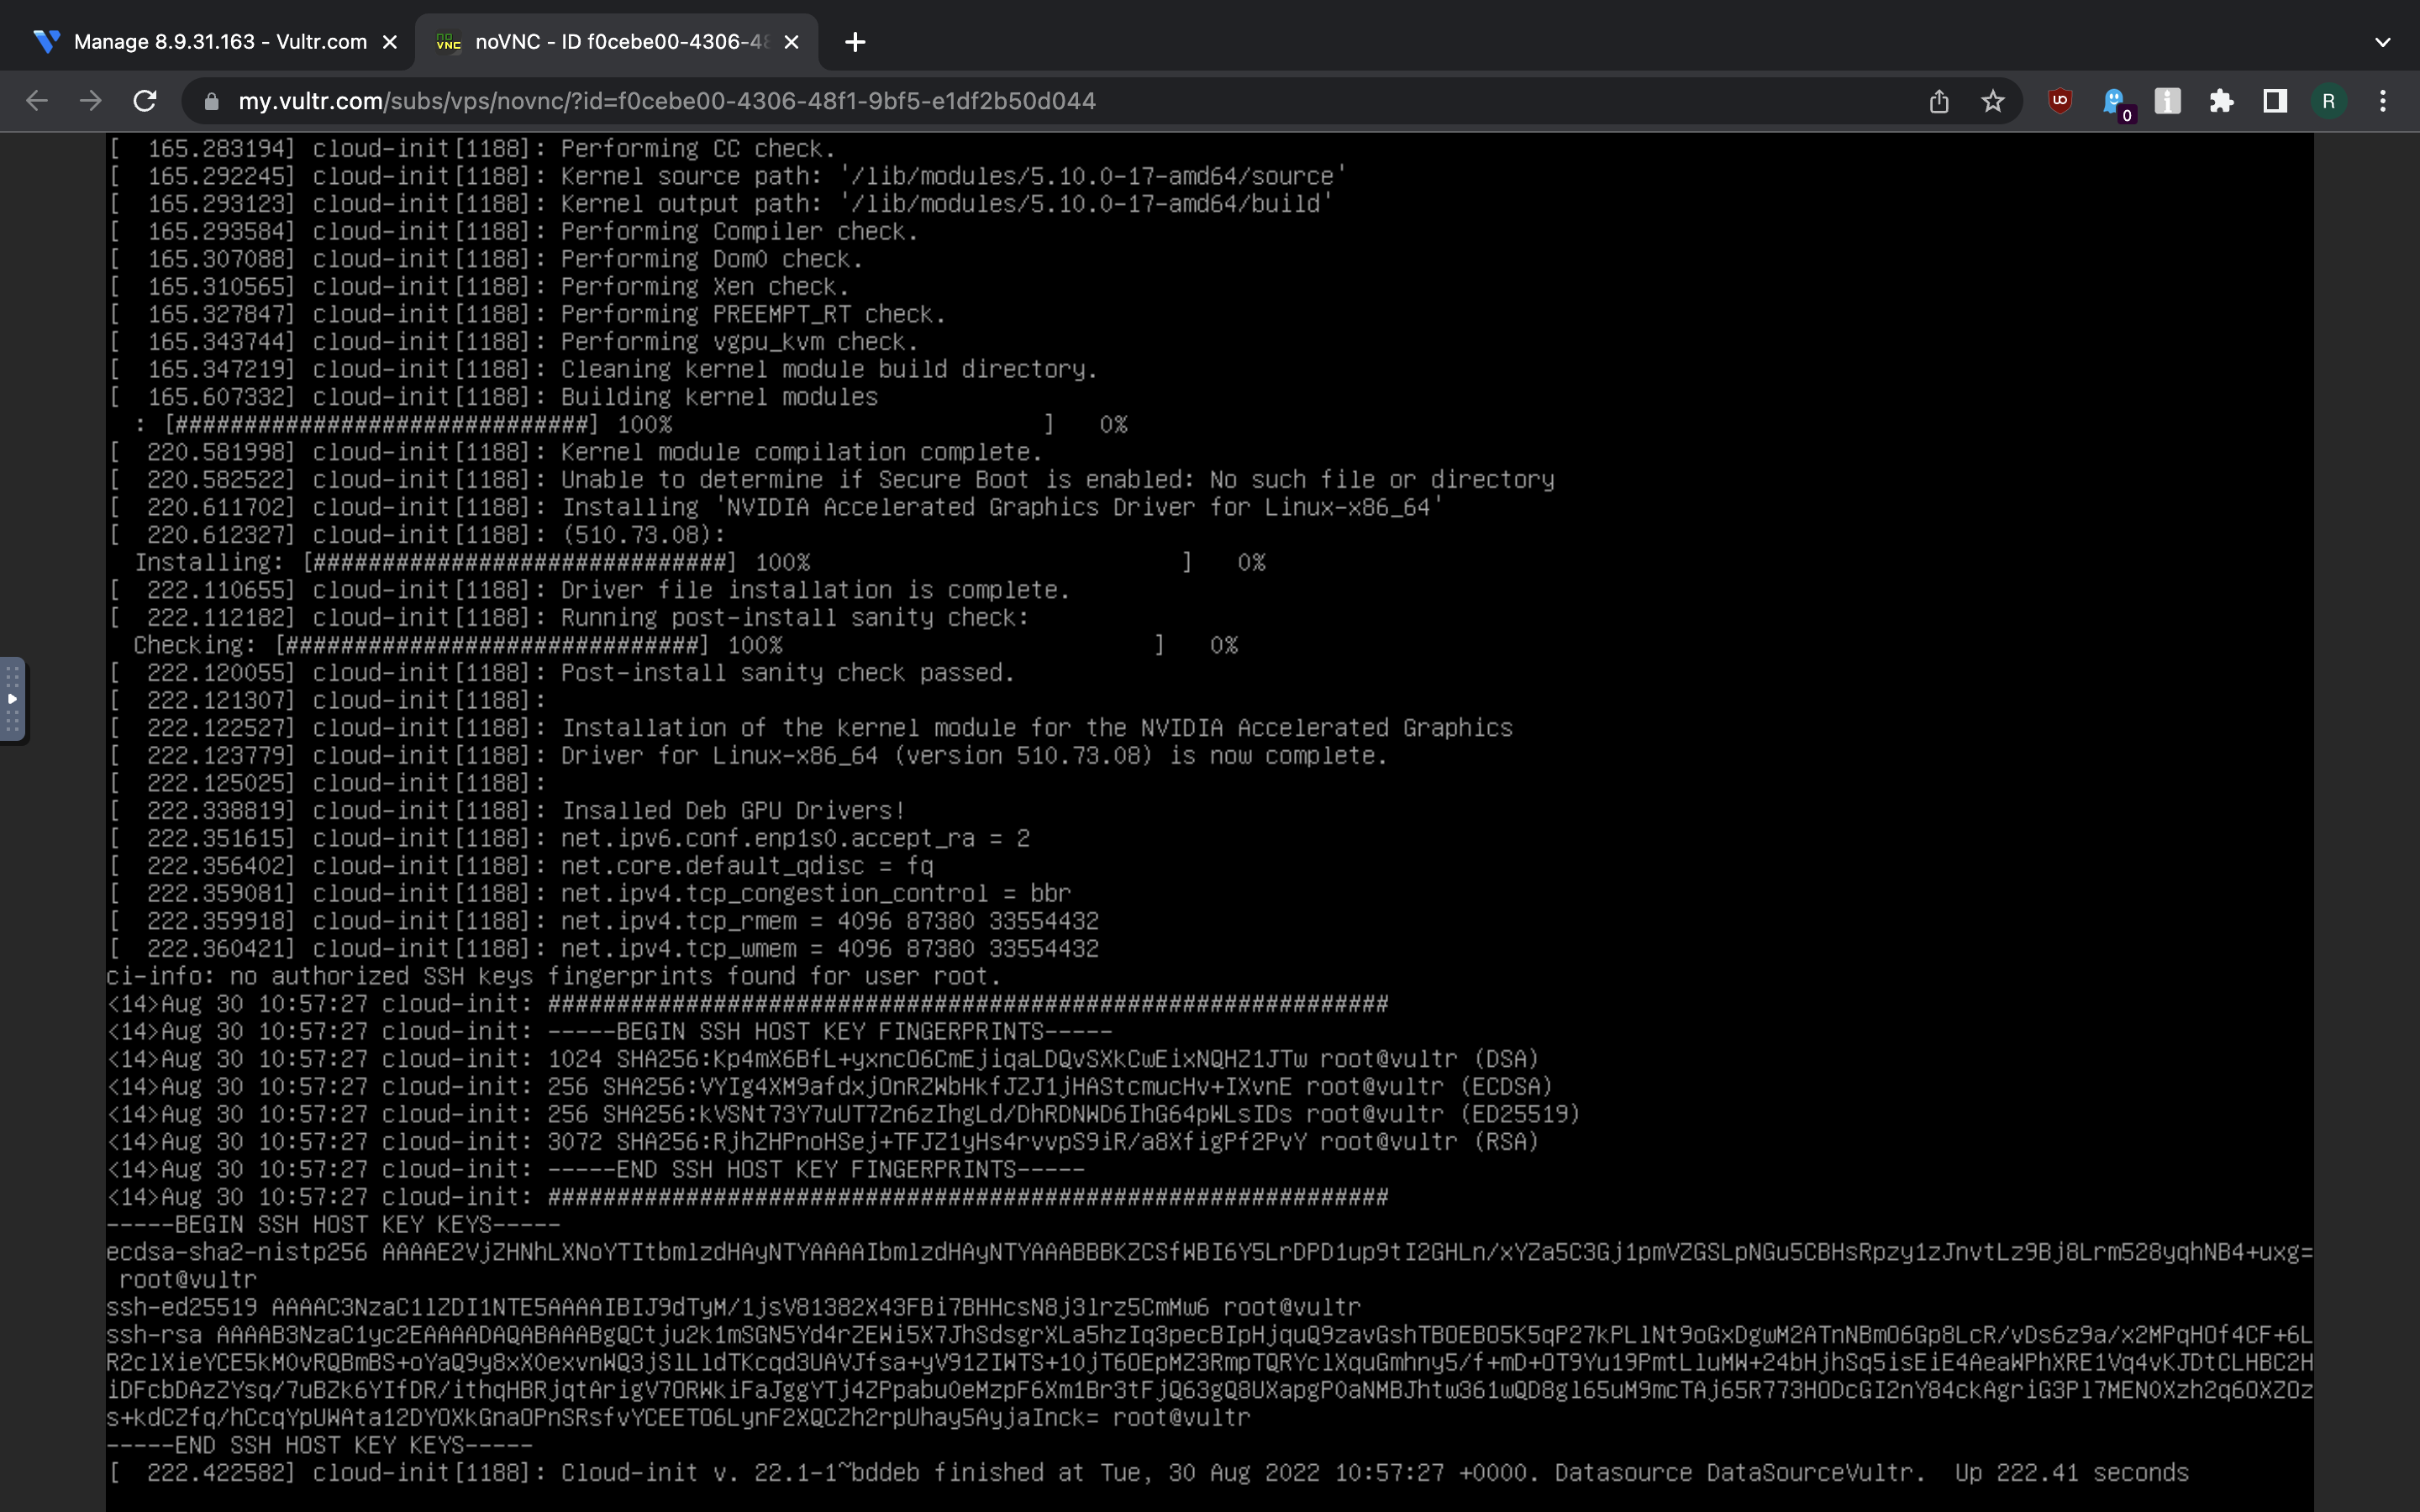 Manage 8.9.31.163 - Vultr.com
noVNC - ID f0cebe00-4306-48
my.vultr.com/subs/vps/novnc/?id=f0cebe00-4306-48f1-9bf5-e1df2b50d044
0
R
[  165.283194] cloud-init[1188]: Performing CC check.
[  165.292245] cloud-init[1188]: Kernel source path: '/lib/modules/5.10.0-17-amd64/source'
[  165.293123] cloud-init[1188]: Kernel output path: '/lib/modules/5.10.0-17-amd64/build'
[  165.293584] cloud-init[1188]: Performing Compiler check.
[  165.307088] cloud-init[1188]: Performing Dom0 check.
[  165.310565] cloud-init[1188]: Performing Xen check.
[  165.327847] cloud-init[1188]: Performing PREEMPT_RT check.
[  165.343744] cloud-init[1188]: Performing vgpu_kvm check.
[  165.347219] cloud-init[1188]: Cleaning kernel module build directory.
[  165.607332] cloud-init[1188]: Building kernel modules
: [##############################] 100%                           ]   0%
[  220.581998] cloud-init[1188]: Kernel module compilation complete.
[  220.582522] cloud-init[1188]: Unable to determine if Secure Boot is enabled: No such file or directory
[  220.611702] cloud-init[1188]: Installing 'NVIDIA Accelerated Graphics Driver for Linux-x86_64'
[  220.612327] cloud-init[1188]: (510.73.08):
Installing: [##############################] 100%                           ]   0%
[  222.110655] cloud-init[1188]: Driver file installation is complete.
[  222.112182] cloud-init[1188]: Running post-install sanity check:
Checking: [##############################] 100%                           ]   0%
[  222.120055] cloud-init[1188]: Post-install sanity check passed.
[  222.121307] cloud-init[1188]:
[  222.122527] cloud-init[1188]: Installation of the kernel module for the NVIDIA Accelerated Graphics
[  222.123779] cloud-init[1188]: Driver for Linux-x86_64 (version 510.73.08) is now complete.
[  222.125025] cloud-init[1188]:
[  222.338819] cloud-init[1188]: Insalled Deb GPU Drivers!
[  222.351615] cloud-init[1188]: net.ipv6.conf.enp1s0.accept_ra = 2
[  222.356402] cloud-init[1188]: net.core.default_qdisc = fq
[  222.359081] cloud-init[1188]: net.ipv4.tcp_congestion_control = bbr
[  222.359918] cloud-init[1188]: net.ipv4.tcp_rmem = 4096 87380 33554432
[  222.360421] cloud-init[1188]: net.ipv4.tcp_wmem = 4096 87380 33554432
ci-info: no authorized SSH keys fingerprints found for user root.
<14>Aug 30 10:57:27 cloud-init: #############################################################
<14>Aug 30 10:57:27 cloud-init: -----BEGIN SSH HOST KEY FINGERPRINTS-----
<14>Aug 30 10:57:27 cloud-init: 1024 SHA256:Kp4mX6BfL+yxncO6CmEjiqaLDQvSXkCwEixNQHZ1JTw root@vultr (DSA)
<14>Aug 30 10:57:27 cloud-init: 256 SHA256:VYIg4XM9afdxjOnRZWbHkfJZJ1jHAStcmucHv+IXvnE root@vultr (ECDSA)
<14>Aug 30 10:57:27 cloud-init: 256 SHA256:kVSNt73Y7uUT7Zn6zIhgLd/DhRDNWD6IhG64pWLsIDs root@vultr (ED25519)
<14>Aug 30 10:57:27 cloud-init: 3072 SHA256:RjhZHPnoHSej+TFJZ1yHs4rvvpS9iR/a8XfigPf2PvY root@vultr (RSA)
<14>Aug 30 10:57:27 cloud-init: -----END SSH HOST KEY FINGERPRINTS-----
<14>Aug 30 10:57:27 cloud-init: #############################################################
-----BEGIN SSH HOST KEY KEYS-----
ecdsa-sha2-nistp256 AAAAE2VjZHNhLXNoYTItbmlzdHAyNTYAAAAIbmlzdHAyNTYAAABBBKZCSfWBI6Y5LrDPD1up9tI2GHLn/xYZa5C3Gj1pmVZGSLpNGu5CBHsRpzy1zJnvtLz9Bj8Lrm528yqhNB4+uxg=
root@vultr
ssh-ed25519 AAAAC3NzaC1lZDI1NTE5AAAAIBIJ9dTyM/1jsV81382X43FBi7BHHcsN8j3lrz5CmMw6 root@vultr
ssh-rsa AAAAB3NzaC1yc2EAAAADAQABAAABgQCtju2k1mSGN5Yd4rZEWi5X7JhSdsgrXLa5hzIq3pecBIpHjquQ9zavGshTBOEBO5K5qP27kPLlNt9oGxDgwM2ATnNBmO6Gp8LcR/vDs6z9a/x2MPqHOf4CF+6L
R2clXieYCE5kM0vRQBmBS+oYaQ9y8xX0exvnWQ3jSlLldTKcqd3UAVJfsa+yV91ZIWTS+10jT6OEpMZ3RmpTQRYclXquGmhny5/f+mD+OT9Yu19PmtLluMW+24bHjhSq5isEiE4AeaWPhXRE1Vq4vKJDtCLHBC2H
iDFcbDAzZYsq/7uBZk6YIfDR/ithqHBRjqtArigV7ORWkiFaJggYTj4ZPpabu0eMzpF6Xm1Br3tFjQ63gQ8UXapgP0aNMBJhtw361wQD8gl65uM9mcTAj65R773HODcGI2nY84ckAgriG3Pl7MEN0Xzh2q6OXZ0z
s+kdCZfq/hCcqYpUWAta12DYOXkGnaOPnSRsfvYCEETO6LynF2XQCZh2rpUhay5AyjaInck= root@vultr
-----END SSH HOST KEY KEYS-----
[  222.422582] cloud-init[1188]: Cloud-init v. 22.1-1~bddeb finished at Tue, 30 Aug 2022 10:57:27 +0000. Datasource DataSourceVultr.  Up 222.41 seconds